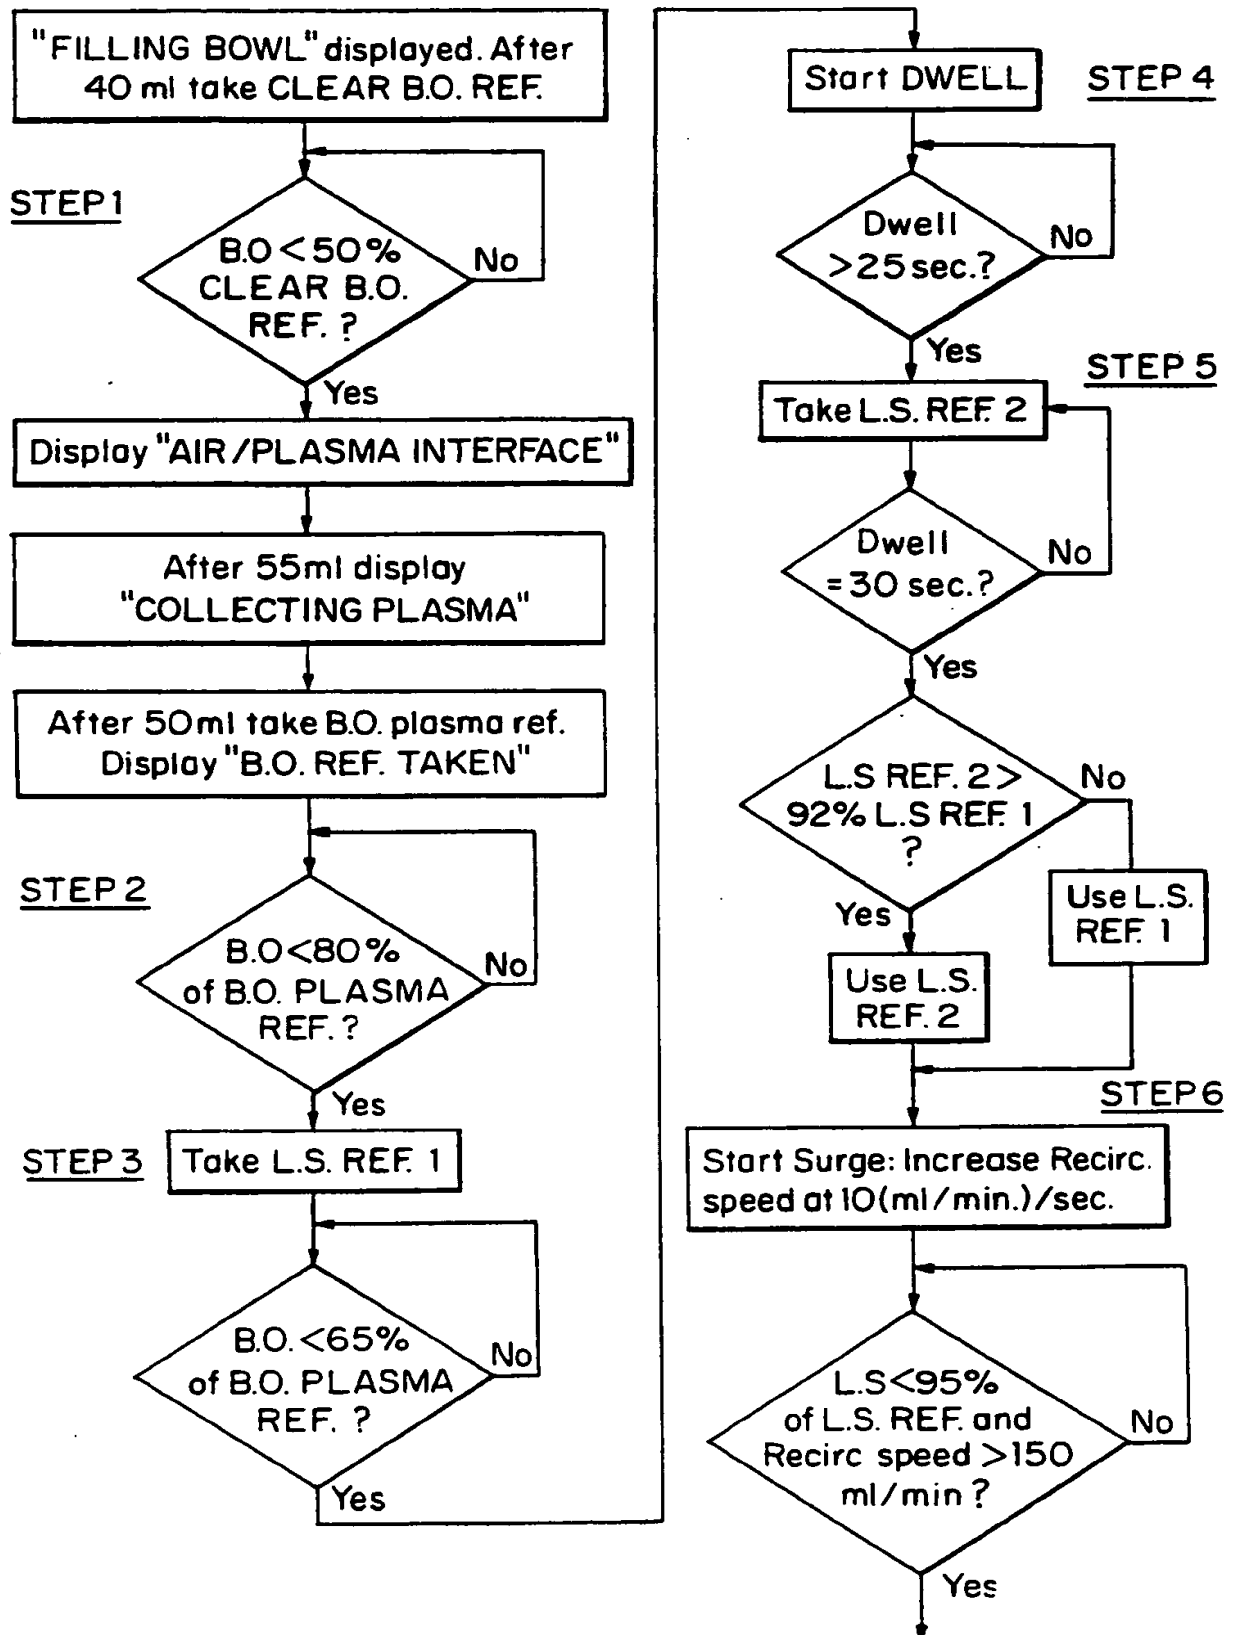 "FILLING BOWL" displayed. After
40 ml take CLEAR B.O. REF.
STEP 1
B.O < 50%
CLEAR B.O.
REF. ?
No
Yes
Display "AIR/PLASMA INTERFACE"
After 55ml display
"COLLECTING PLASMA"
After 50ml take B.O. plasma ref.
Display "B.O. REF. TAKEN"
STEP 2
B.O<80%
of B.O. PLASMA
REF. ?
No
Yes
STEP 3
Take L.S. REF. 1
B.O. <65%
of B.O. PLASMA
REF. ?
No
Yes
Start DWELL
STEP 4
Dwell
>25 sec.?
No
Yes
STEP 5
Take L.S. REF. 2
Dwell
=30 sec.?
No
Yes
L.S REF. 2 >
92% L.S REF. 1
?
No
Yes
Use L.S.
REF. 1
Use L.S.
REF. 2
STEP 6
Start Surge: Increase Recirc.
speed at 10(ml/min.)/sec.
L.S<95%
of L.S. REF. and
Recirc speed >150
ml/min ?
No
Yes